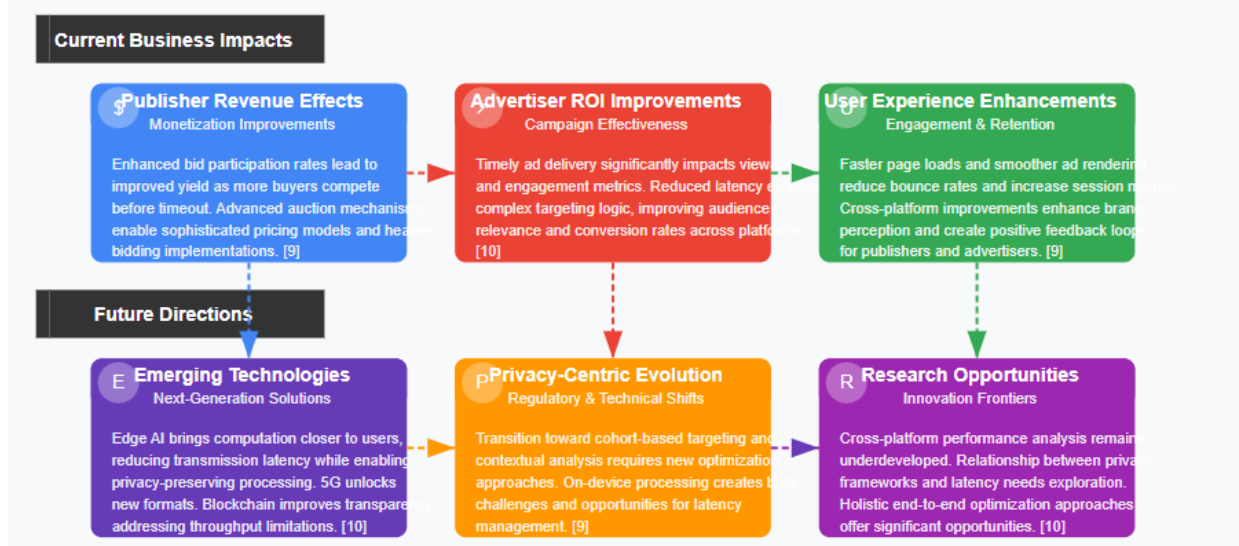 Current Business Impacts
$
Publisher Revenue Effects
Monetization Improvements
Enhanced bid participation rates lead to
improved yield as more buyers compete
before timeout. Advanced auction mechanisms
enable sophisticated pricing models and header
bidding implementations. [9]
Advertiser ROI Improvements
Campaign Effectiveness
Timely ad delivery significantly impacts
and engagement metrics. Reduced latency
complex targeting logic, improving audience
relevance and conversion rates across
[10]
U
User Experience Enhancements
Engagement & Retention
Faster page loads and smoother ad rendering
reduce bounce rates and increase session metrics.
Cross-platform improvements enhance brand
perception and create positive feedback loops
for publishers and advertisers. [9]
Future Directions
E
Emerging Technologies
Next-Generation Solutions
Edge AI brings computation closer to users,
reducing transmission latency while enabling
privacy-preserving processing. 5G unlocks
new formats. Blockchain improves transparency
addressing throughput limitations. [10]
P
Privacy-Centric Evolution
Regulatory & Technical Shifts
Transition toward cohort-based targeting and
contextual analysis requires new optimization
approaches. On-device processing creates both
challenges and opportunities for latency
management. [9]
R
Research Opportunities
Innovation Frontiers
Cross-platform performance analysis remains
underdeveloped. Relationship between privacy
frameworks and latency needs exploration.
Holistic end-to-end optimization approaches
offer significant opportunities. [10]